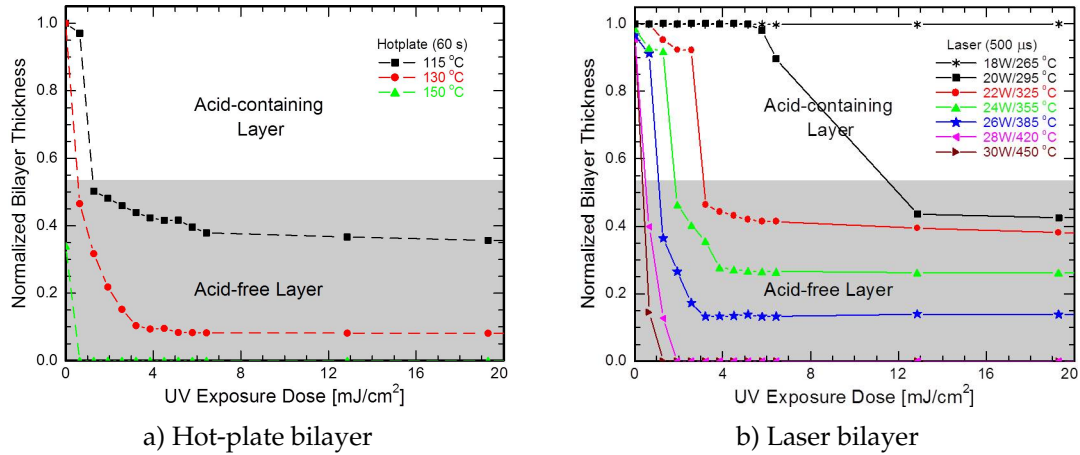 Normalized Bilayer Thickness
1.0
0.8
0.6
0.4
0.2
0.0
Hotplate (60 s)
115 °C
130 °C
150 °C
Acid-containing
Layer
Acid-free Layer
0 4 8 12 16 20
UV Exposure Dose [mJ/cm²]
a) Hot-plate bilayer
Normalized Bilayer Thickness
1.0
0.8
0.6
0.4
0.2
0.0
Laser (500 μs)
18W/265 °C
20W/295 °C
22W/325 °C
24W/355 °C
26W/385 °C
28W/420 °C
30W/450 °C
Acid-containing
Layer
Acid-free Layer
0 4 8 12 16 20
UV Exposure Dose [mJ/cm²]
b) Laser bilayer